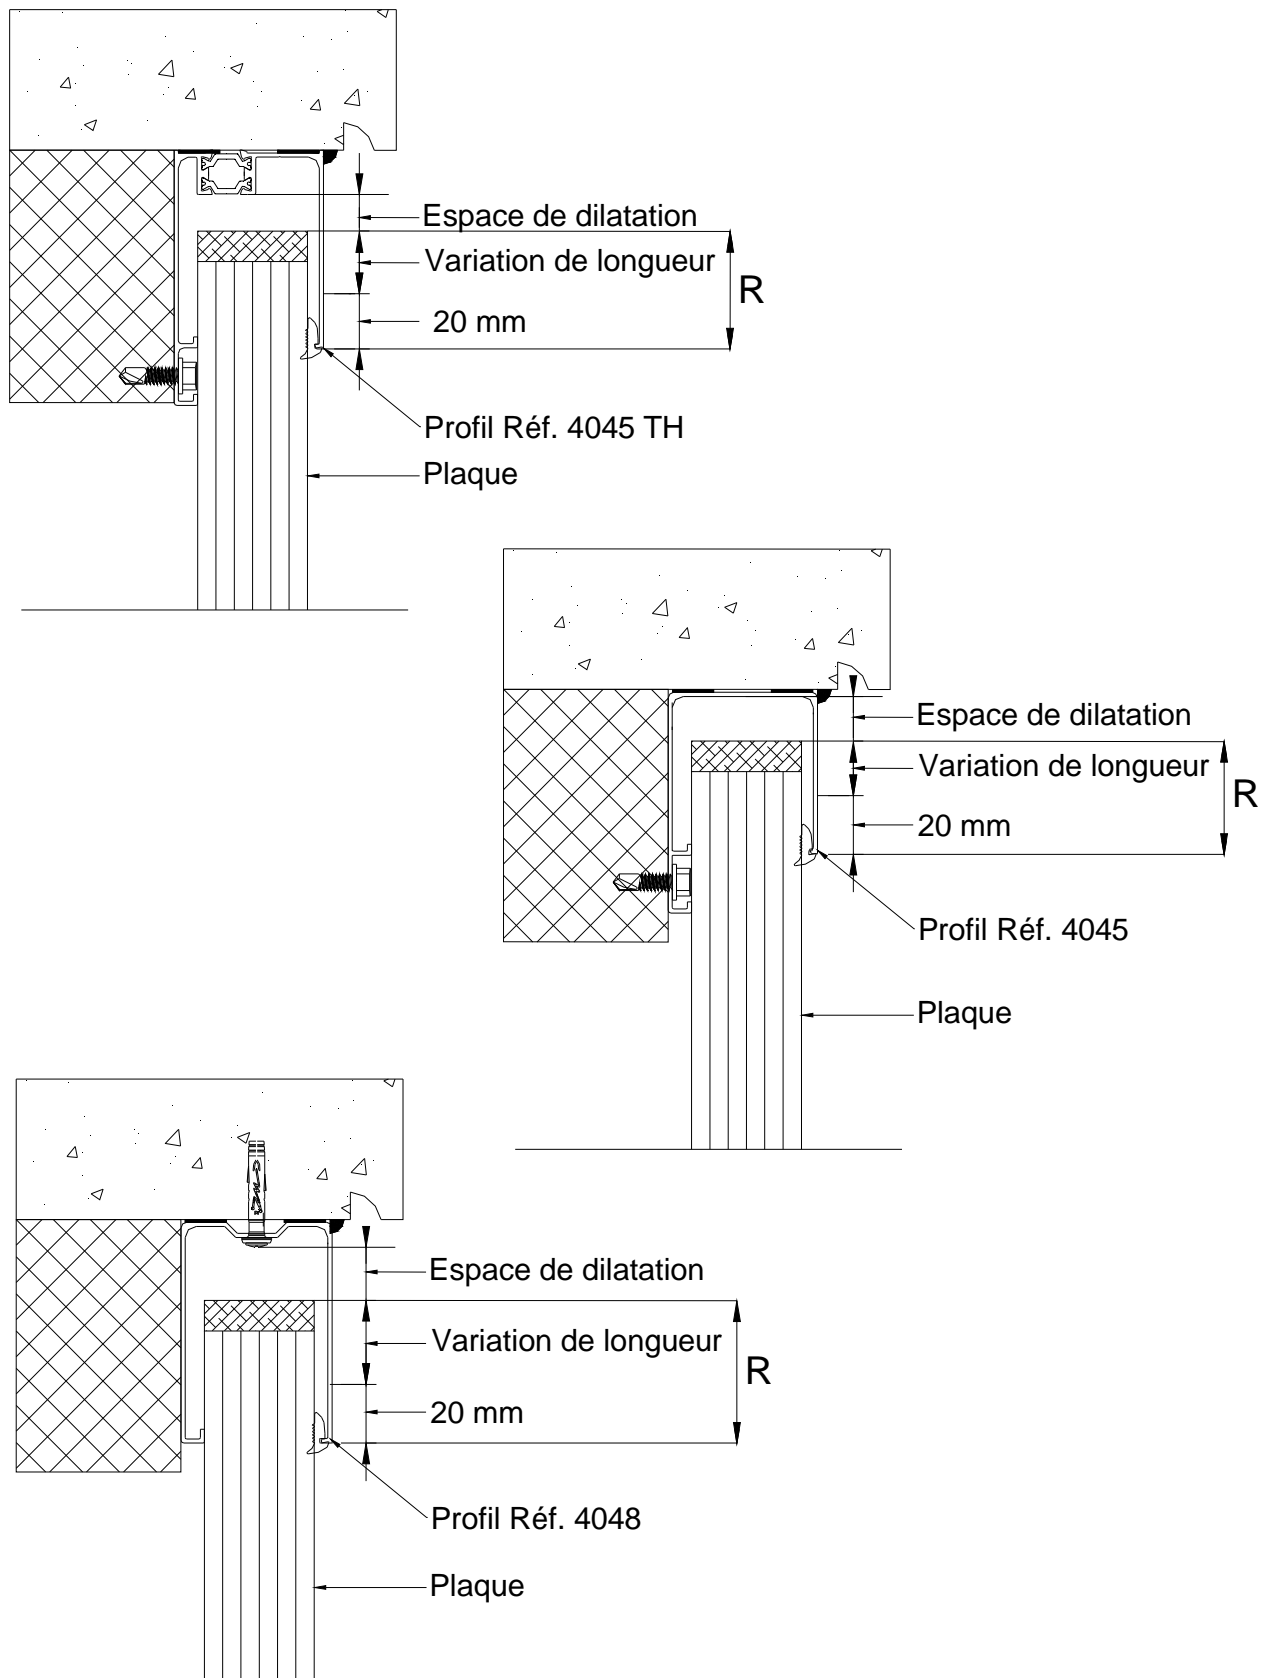 Espace de dilatation
Variation de longueur
R
20 mm
Profil Réf. 4045 TH
Plaque
Espace de dilatation
Variation de longueur
R
20 mm
Profil Réf. 4045
Plaque
Espace de dilatation
Variation de longueur
R
20 mm
Profil Réf. 4048
Plaque